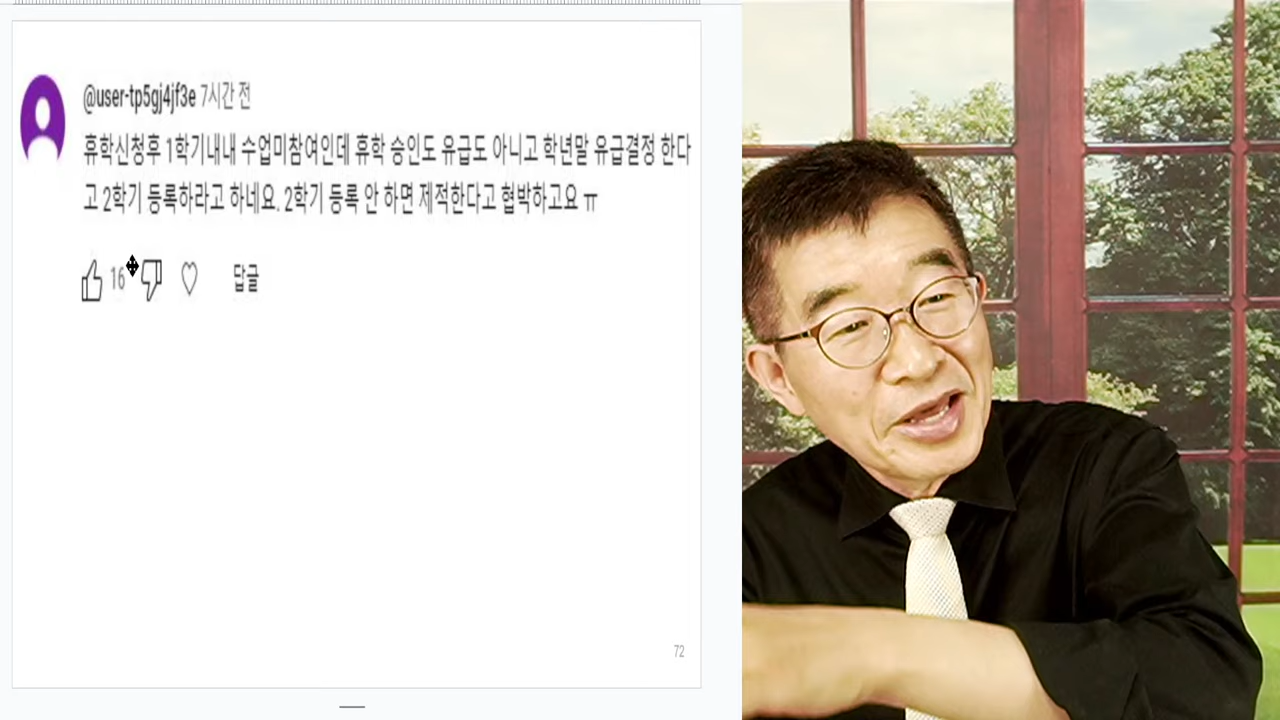 @user-tp5gj4jf3e 7시간 전
휴학신청후 1학기내내 수업미참여인데 휴학 승인도 유급도 아니고 학년말 유급결정 한다
고 2학기 등록하라고 하네요. 2학기 등록 안 하면 제적한다고 협박하고요 ㅠ
16
답글
72